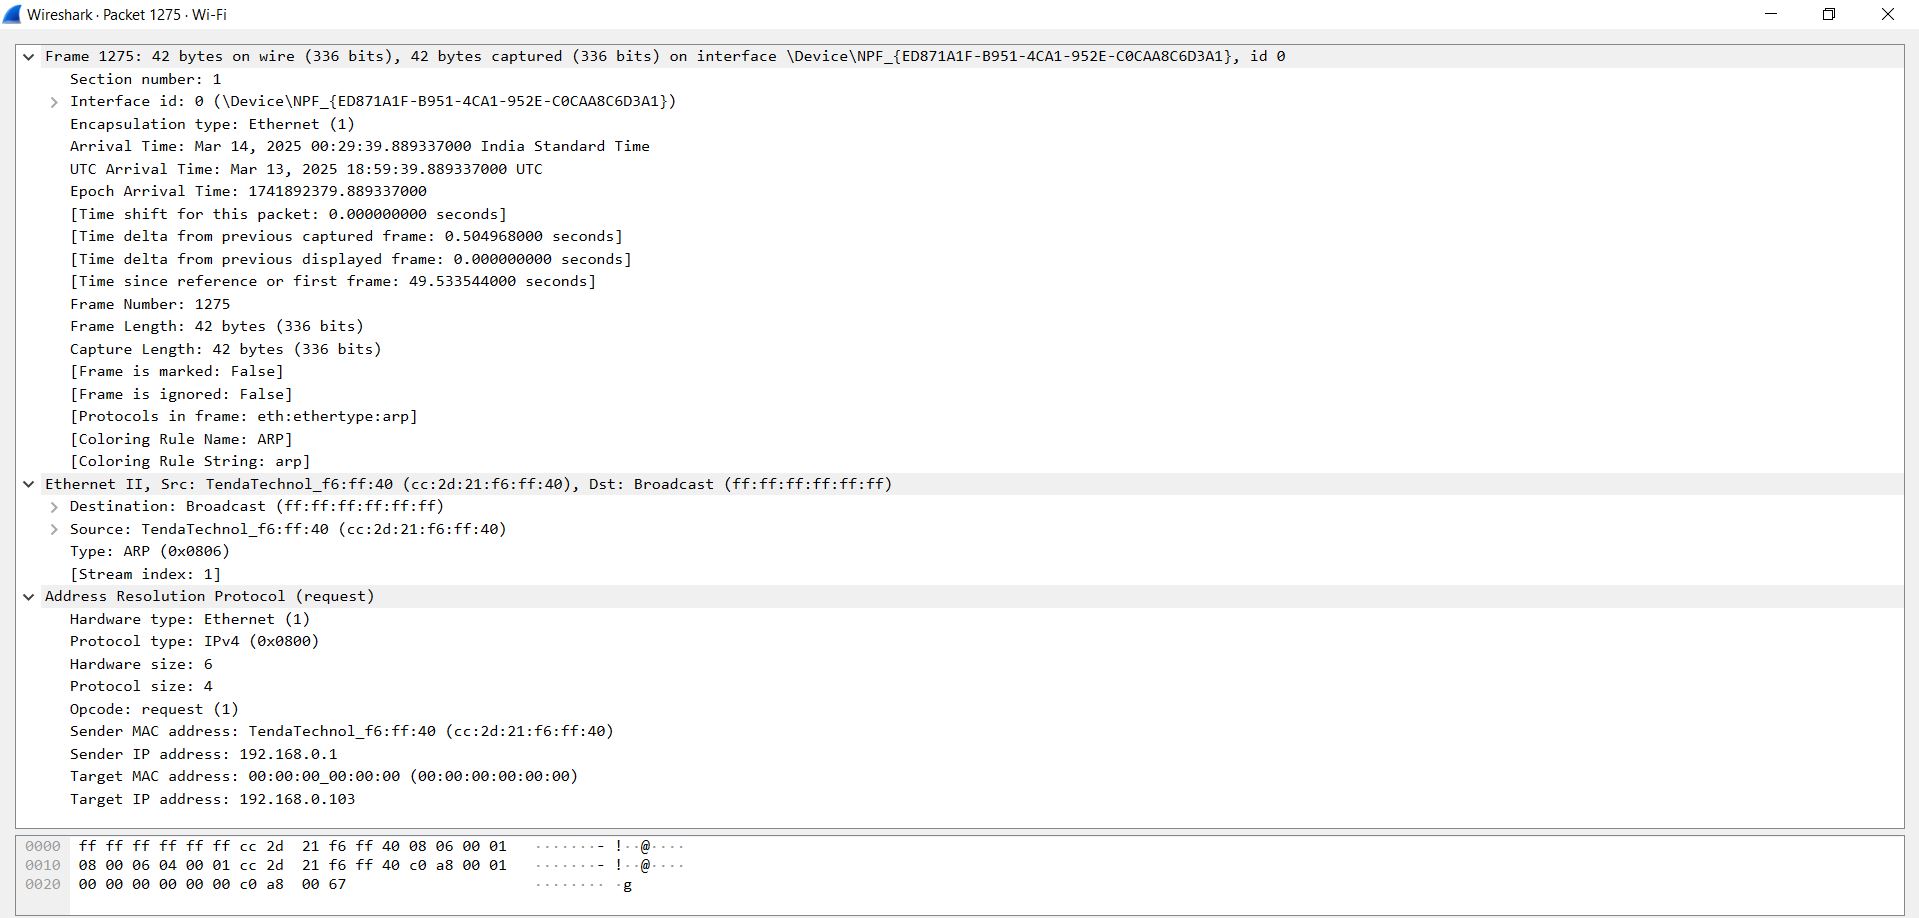 Wireshark · Packet 1275 · Wi-Fi
Frame 1275: 42 bytes on wire (336 bits), 42 bytes captured (336 bits) on interface \Device\NPF_{ED871A1F-B951-4CA1-952E-C0CAA8C6D3A1}, id 0
Section number: 1
Interface id: 0 (\Device\NPF_{ED871A1F-B951-4CA1-952E-C0CAA8C6D3A1})
Encapsulation type: Ethernet (1)
Arrival Time: Mar 14, 2025 00:29:39.889337000 India Standard Time
UTC Arrival Time: Mar 13, 2025 18:59:39.889337000 UTC
Epoch Arrival Time: 1741892379.889337000
[Time shift for this packet: 0.000000000 seconds]
[Time delta from previous captured frame: 0.504968000 seconds]
[Time delta from previous displayed frame: 0.000000000 seconds]
[Time since reference or first frame: 49.533544000 seconds]
Frame Number: 1275
Frame Length: 42 bytes (336 bits)
Capture Length: 42 bytes (336 bits)
[Frame is marked: False]
[Frame is ignored: False]
[Protocols in frame: eth:ethertype:arp]
[Coloring Rule Name: ARP]
[Coloring Rule String: arp]
Ethernet II, Src: TendaTechnol_f6:ff:40 (cc:2d:21:f6:ff:40), Dst: Broadcast (ff:ff:ff:ff:ff:ff)
Destination: Broadcast (ff:ff:ff:ff:ff:ff)
Source: TendaTechnol_f6:ff:40 (cc:2d:21:f6:ff:40)
Type: ARP (0x0806)
[Stream index: 1]
Address Resolution Protocol (request)
Hardware type: Ethernet (1)
Protocol type: IPv4 (0x0800)
Hardware size: 6
Protocol size: 4
Opcode: request (1)
Sender MAC address: TendaTechnol_f6:ff:40 (cc:2d:21:f6:ff:40)
Sender IP address: 192.168.0.1
Target MAC address: 00:00:00_00:00:00 (00:00:00:00:00:00)
Target IP address: 192.168.0.103
0000 ff ff ff ff ff ff cc 2d 21 f6 ff 40 08 06 00 01 ·······- !··@····
0010 08 00 06 04 00 01 cc 2d 21 f6 ff 40 c0 a8 00 01 ·······- !··@····
0020 00 00 00 00 00 00 c0 a8 00 67 ········ ·g